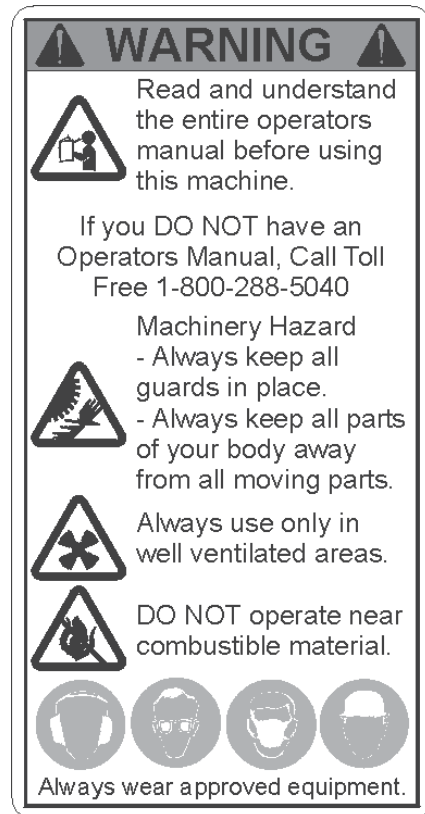 WARNING
Read and understand
the entire operators
manual before using
this machine.
If you DO NOT have an
Operators Manual, Call Toll
Free 1-800-288-5040
Machinery Hazard
- Always keep all
guards in place.
- Always keep all parts
of your body away
from all moving parts.
Always use only in
well ventilated areas.
DO NOT operate near
combustible material.
Always wear approved equipment.